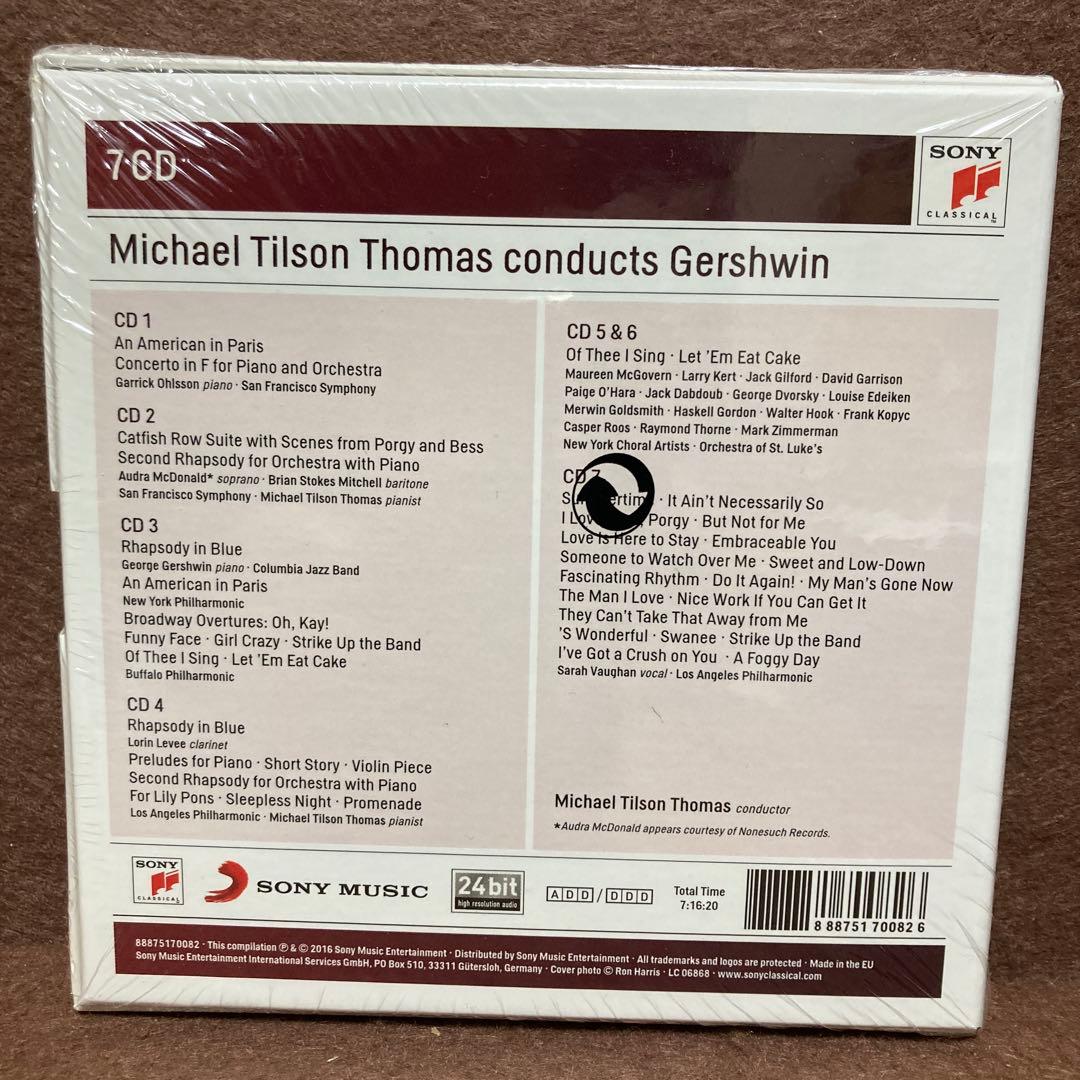 7 CD
SONY
CLASSICAL
Michael Tilson Thomas conducts Gershwin
CD 1
An American in Paris
Concerto in F for Piano and Orchestra
Garrick Ohlsson piano · San Francisco Symphony
CD 2
Catfish Row Suite with Scenes from Porgy and Bess
Second Rhapsody for Orchestra with Piano
Audra McDonald* soprano · Brian Stokes Mitchell baritone
San Francisco Symphony · Michael Tilson Thomas pianist
CD 3
Rhapsody in Blue
George Gershwin piano · Columbia Jazz Band
An American in Paris
New York Philharmonic
Broadway Overtures: Oh, Kay!
Funny Face · Girl Crazy · Strike Up the Band
Of Thee I Sing · Let 'Em Eat Cake
Buffalo Philharmonic
CD 4
Rhapsody in Blue
Lorin Levee clarinet
Preludes for Piano · Short Story · Violin Piece
Second Rhapsody for Orchestra with Piano
For Lily Pons · Sleepless Night · Promenade
Los Angeles Philharmonic · Michael Tilson Thomas pianist
CD 5 & 6
Of Thee I Sing · Let 'Em Eat Cake
Maureen McGovern · Larry Kert · Jack Gilford · David Garrison
Paige O'Hara · Jack Dabdoub · George Dvorsky · Louise Edeiken
Merwin Goldsmith · Haskell Gordon · Walter Hook · Frank Kopyc
Casper Roos · Raymond Thorne · Mark Zimmerman
New York Choral Artists · Orchestra of St. Luke's
CD 7
· It Ain't Necessarily So
I Porgy · But Not for Me
Love Is Here to Stay · Embraceable You
Someone to Watch Over Me · Sweet and Low-Down
Fascinating Rhythm · Do It Again! · My Man's Gone Now
The Man I Love · Nice Work If You Can Get It
They Can't Take That Away from Me
'S Wonderful · Swanee · Strike Up the Band
I've Got a Crush on You · A Foggy Day
Sarah Vaughan vocal · Los Angeles Philharmonic
Michael Tilson Thomas conductor
*Audra McDonald appears courtesy of Nonesuch Records.
SONY
CLASSICAL
SONY MUSIC
24 bit
high resolution audio
ADD / DDD
Total Time
7:16:20
8 88751 70082 6
88875170082 · This compilation ℗ & © 2016 Sony Music Entertainment · Distributed by Sony Music Entertainment · All trademarks and logos are protected · Made in the EU
Sony Music Entertainment International Services GmbH, PO Box 510, 33311 Gütersloh, Germany · Cover photo © Ron Harris · LC 06868 · www.sonyclassical.com